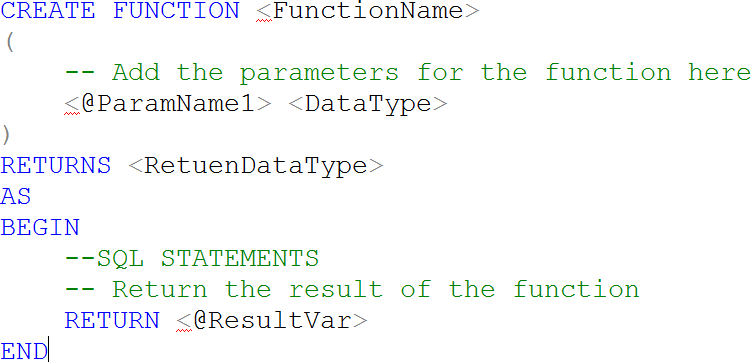 CREATE FUNCTION <FunctionName>
(
    -- Add the parameters for the function here
    <@ParamName1> <DataType>
)
RETURNS <RetuenDataType>
AS
BEGIN
    --SQL STATEMENTS
    -- Return the result of the function
    RETURN <@ResultVar>
END